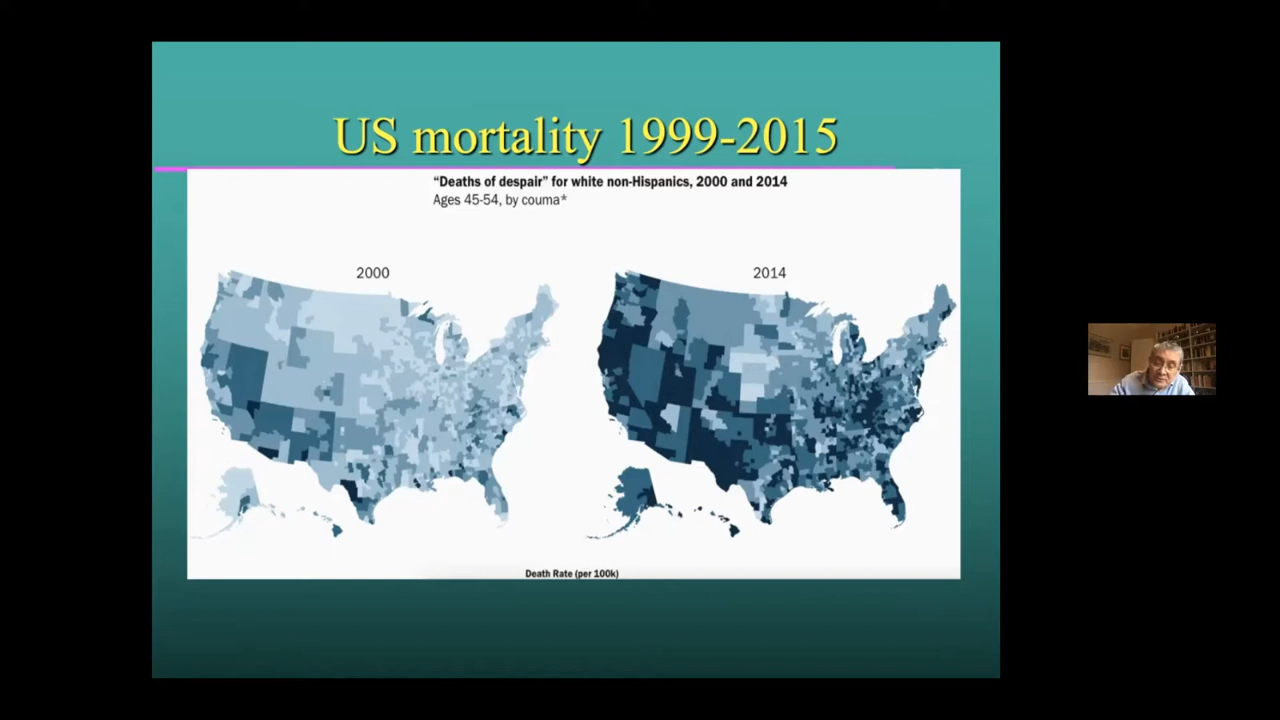 US mortality 1999-2015
“Deaths of despair” for white non-Hispanics, 2000 and 2014
Ages 45-54, by couma*
2000
2014
Death Rate (per 100k)